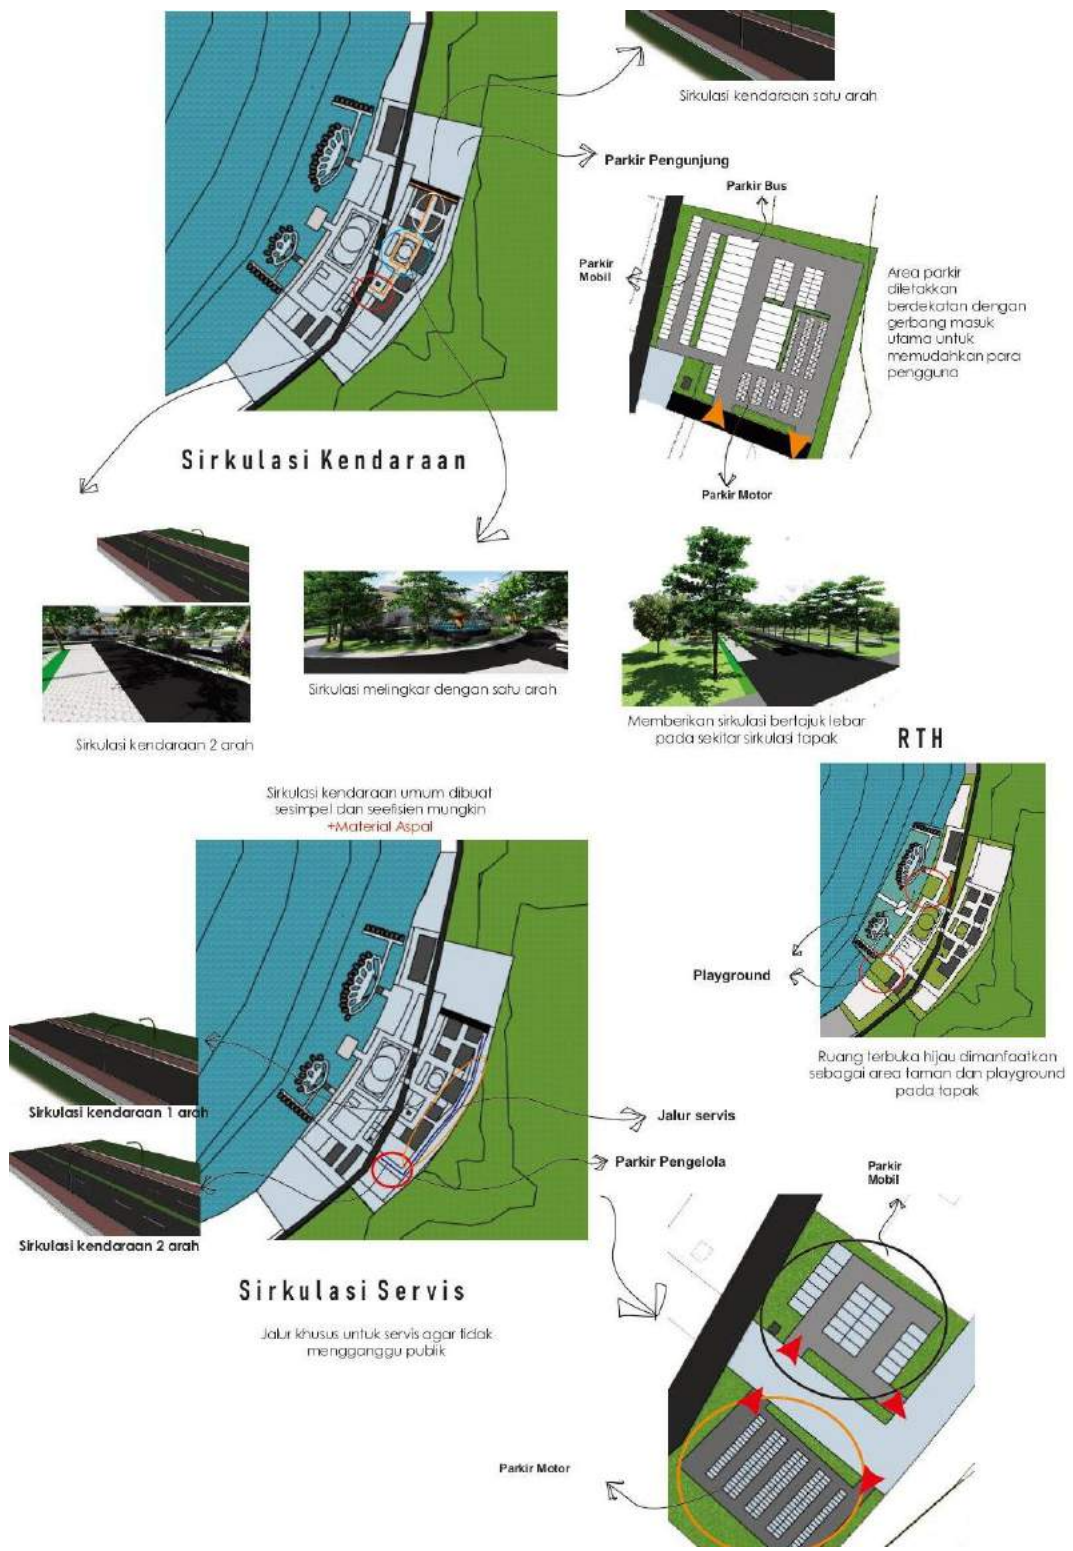 Sirkulasi kendaraan satu arah
Parkir Pengunjung
Parkir Bus
Parkir
Mobil
Area parkir
diletakkan
berdekatan dengan
gerbang masuk
utama untuk
memudahkan para
pengguna
Parkir Motor
Sirkulasi Kendaraan
Sirkulasi kendaraan 2 arah
Sirkulasi melingkar dengan satu arah
Memberikan sirkulasi bertajuk lebar
pada sekitar sirkulasi tapak
Sirkulasi kendaraan umum dibuat
sesimpel dan seefisien mungkin
+Material Aspal
RTH
Playground
Ruang terbuka hijau dimanfaatkan
sebagai area taman dan playground
pada tapak
Sirkulasi kendaraan 1 arah
Sirkulasi kendaraan 2 arah
Jalur servis
Parkir Pengelola
Sirkulasi Servis
Jalur khusus untuk servis agar tidak
mengganggu publik
Parkir
Mobil
Parkir Motor